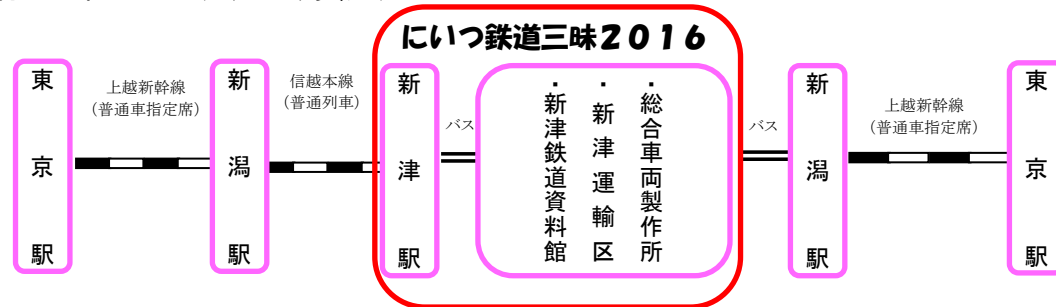 にいつ鉄道三昧2016
東京駅
上越新幹線
(普通車指定席)
新潟駅
信越本線
(普通列車)
新津駅
バス
・総合車両製作所
・新津運輸区
・新津鉄道資料館
バス
新潟駅
上越新幹線
(普通車指定席)
東京駅